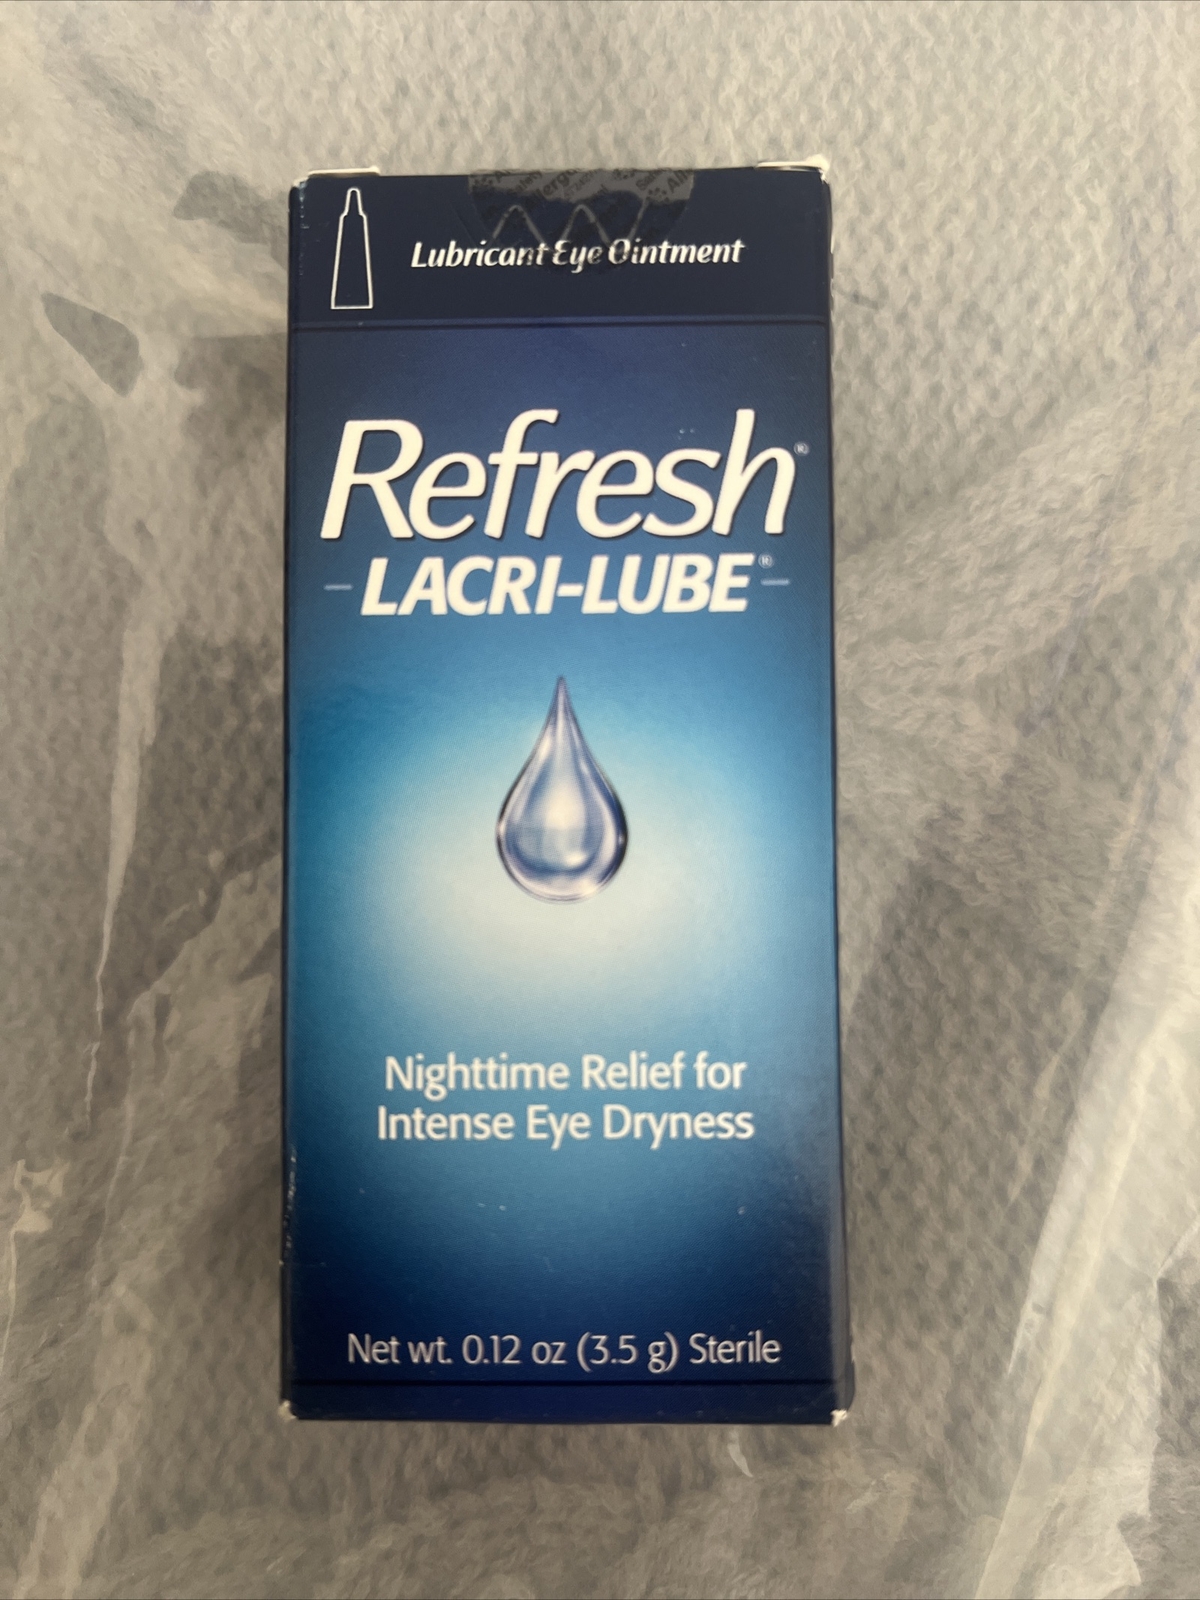 Lubricant Eye Ointment
Refresh®
LACRI-LUBE®
Nighttime Relief for
Intense Eye Dryness
Net wt. 0.12 oz (3.5 g) Sterile